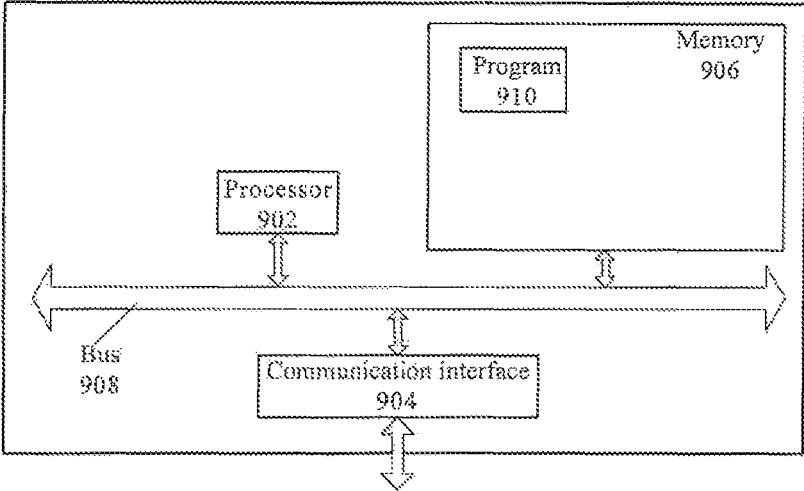 Memory
906
Program
910
Processor
902
Bus
908
Communication interface
904